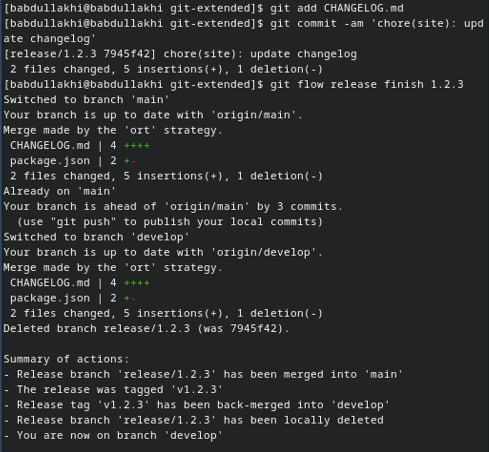 [babdullakhi@babdullakhi git-extended]$ git add CHANGELOG.md
[babdullakhi@babdullakhi git-extended]$ git commit -am 'chore(site): upd
ate changelog'
[release/1.2.3 7945f42] chore(site): update changelog
 2 files changed, 5 insertions(+), 1 deletion(-)
[babdullakhi@babdullakhi git-extended]$ git flow release finish 1.2.3
Switched to branch 'main'
Your branch is up to date with 'origin/main'.
Merge made by the 'ort' strategy.
 CHANGELOG.md | 4 ++++
 package.json | 2 +-
 2 files changed, 5 insertions(+), 1 deletion(-)
Already on 'main'
Your branch is ahead of 'origin/main' by 3 commits.
  (use "git push" to publish your local commits)
Switched to branch 'develop'
Your branch is up to date with 'origin/develop'.
Merge made by the 'ort' strategy.
 CHANGELOG.md | 4 ++++
 package.json | 2 +-
 2 files changed, 5 insertions(+), 1 deletion(-)
Deleted branch release/1.2.3 (was 7945f42).

Summary of actions:
- Release branch 'release/1.2.3' has been merged into 'main'
- The release was tagged 'v1.2.3'
- Release tag 'v1.2.3' has been back-merged into 'develop'
- Release branch 'release/1.2.3' has been locally deleted
- You are now on branch 'develop'